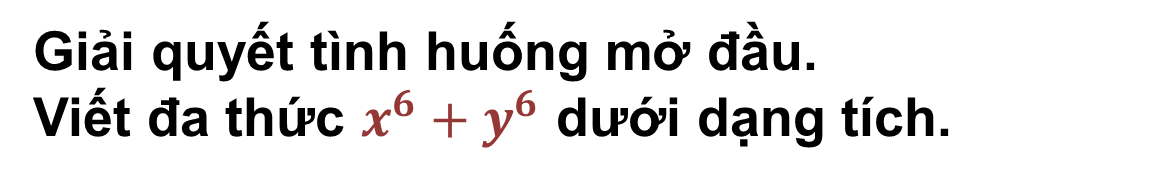 Giải quyết tình huống mở đầu.
Viết đa thức x⁶ + y⁶ dưới dạng tích.